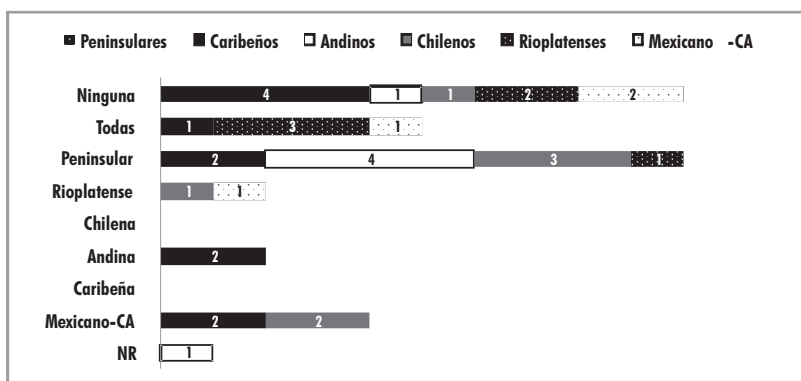 Peninsulares Caribeños Andinos Chilenos Rioplatenses Mexicano -CA
Ninguna 4 1 1 2 2
Todas 1 3 1
Peninsular 2 4 3 1
Rioplatense 1 1
Chilena
Andina 2
Caribeña
Mexicano-CA 2 2
NR 1